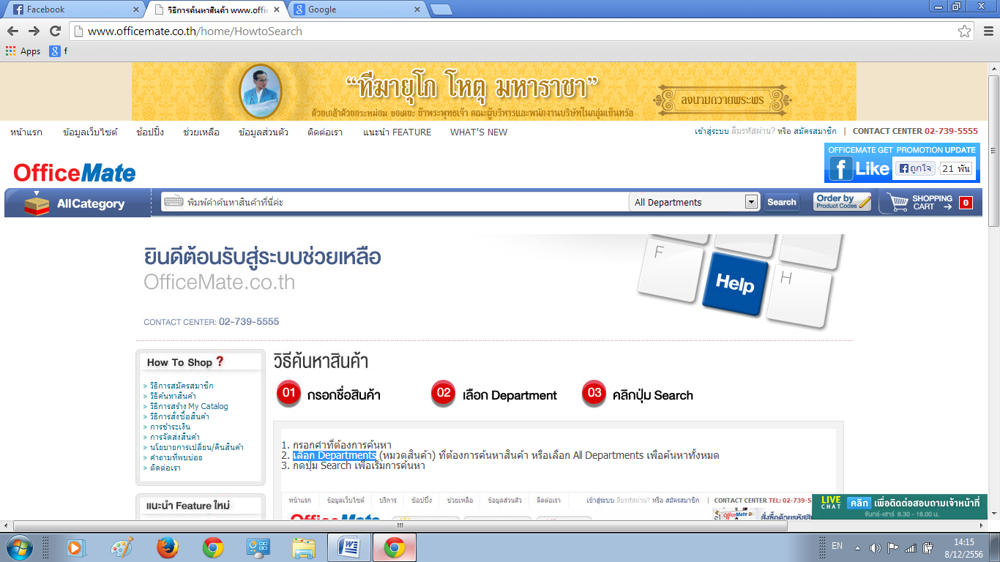 Facebook
วิธีการค้นหาสินค้า www.offic
Google
www.officemate.co.th/home/HowtoSearch
Apps
f
“ทีฆายุโก โหตุ มหาราชา”
ลงนามถวายพระพร
ด้วยเกล้าด้วยกระหม่อม ขอเดชะ ข้าพระพุทธเจ้า คณะผู้บริหารและพนักงานบริษัทในกลุ่มเซ็นทรัล
หน้าแรก ข้อมูลเว็บไซต์ ช้อปปิ้ง ช่วยเหลือ ข้อมูลส่วนตัว ติดต่อเรา แนะนำ FEATURE WHAT'S NEW
เข้าสู่ระบบ ลืมรหัสผ่าน? หรือ สมัครสมาชิก | CONTACT CENTER 02-739-5555
OFFICEMATE GET PROMOTION UPDATE
Like ถูกใจ 21 พัน
OfficeMate
All Category
พิมพ์คำค้นหาสินค้าที่นี่ค่ะ
All Departments
Search
Order by
Product Codes
SHOPPING
CART
0
ยินดีต้อนรับสู่ระบบช่วยเหลือ
OfficeMate.co.th
CONTACT CENTER: 02-739-5555
F
Help
H
How To Shop ?
» วิธีการสมัครสมาชิก
» วิธีค้นหาสินค้า
» วิธีการสร้าง My Catalog
» วิธีการสั่งซื้อสินค้า
» การชำระเงิน
» การจัดส่งสินค้า
» นโยบายการเปลี่ยน/คืนสินค้า
» คำถามที่พบบ่อย
» ติดต่อเรา
แนะนำ Feature ใหม่
วิธีค้นหาสินค้า
01 กรอกชื่อสินค้า
02 เลือก Department
03 คลิกปุ่ม Search
1. กรอกคำที่ต้องการค้นหา
2. เลือก Departments (หมวดสินค้า) ที่ต้องการค้นหาสินค้า หรือเลือก All Departments เพื่อค้นหาทั้งหมด
3. กดปุ่ม Search เพื่อเริ่มการค้นหา
หน้าแรก ข้อมูลเว็บไซต์ บริการ ช้อปปิ้ง ช่วยเหลือ ข้อมูลส่วนตัว ติดต่อเรา เข้าสู่ระบบ ลืมรหัสผ่าน? หรือ สมัครสมาชิก | CONTACT CENTER TEL: 02-739-5
OfficeMate
OfficeMate
สั่งซื้อด้วยรหัสสิน
LIVE
CHAT
คลิก เพื่อติดต่อสอบถามเจ้าหน้าที่
จันทร์-เสาร์ 8.30 - 18.00 น.
EN
14:15
8/12/2556